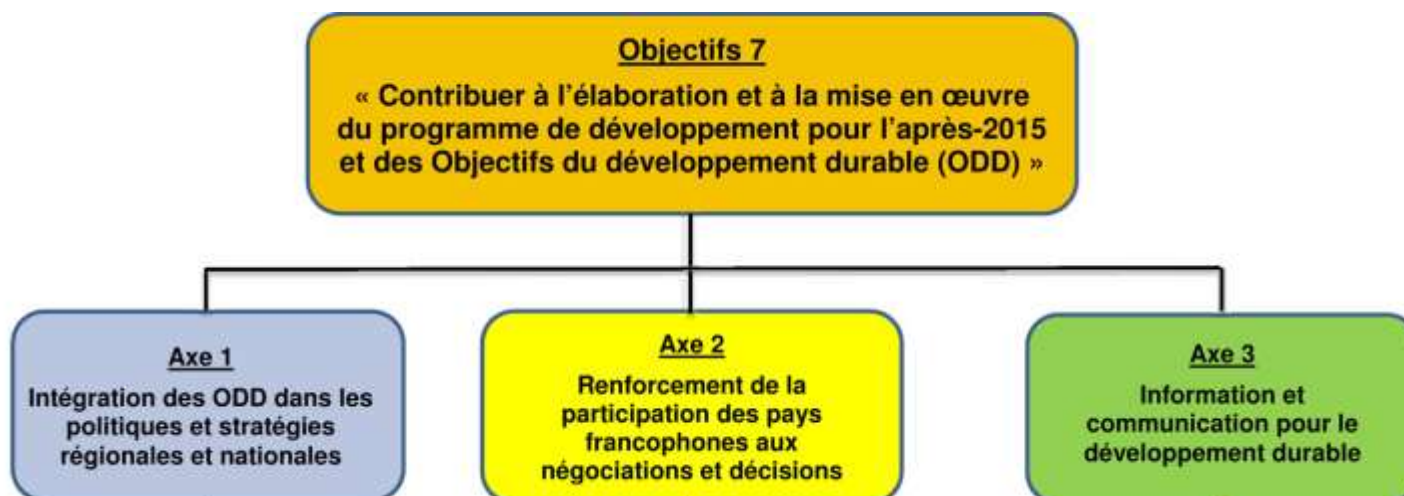 Objectifs 7
« Contribuer à l’élaboration et à la mise en œuvre
du programme de développement pour l’après-2015
et des Objectifs du développement durable (ODD) »
Axe 1
Intégration des ODD dans les
politiques et stratégies
régionales et nationales
Axe 2
Renforcement de la
participation des pays
francophones aux
négociations et décisions
Axe 3
Information et
communication pour le
développement durable